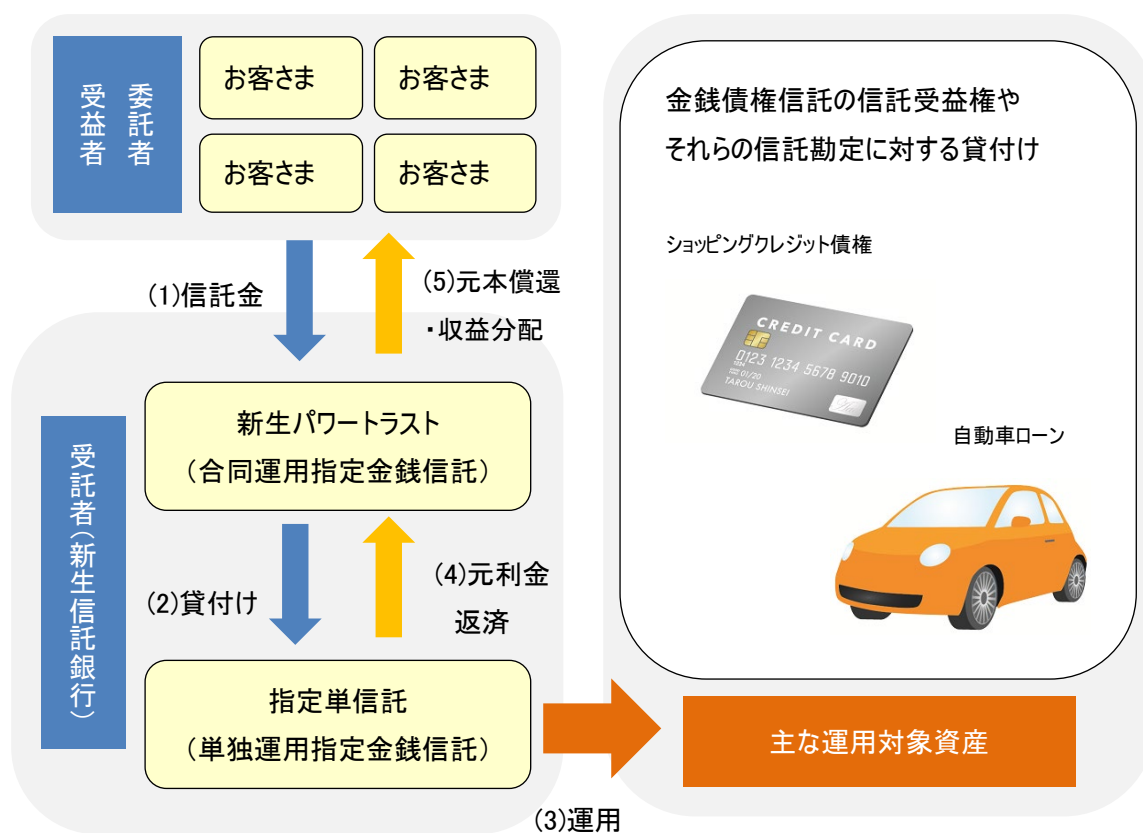 委託者
受益者
お客さま
お客さま
お客さま
お客さま
(1)信託金
(5)元本償還
・収益分配
受託者(新生信託銀行)
新生パワートラスト
(合同運用指定金銭信託)
(2)貸付け
(4)元利金
返済
指定単信託
(単独運用指定金銭信託)
(3)運用
金銭債権信託の信託受益権や
それらの信託勘定に対する貸付け
ショッピングクレジット債権
CREDIT CARD
0123 1234 5678 9010
1234
01/20
TAROU SHINSEI
自動車ローン
主な運用対象資産